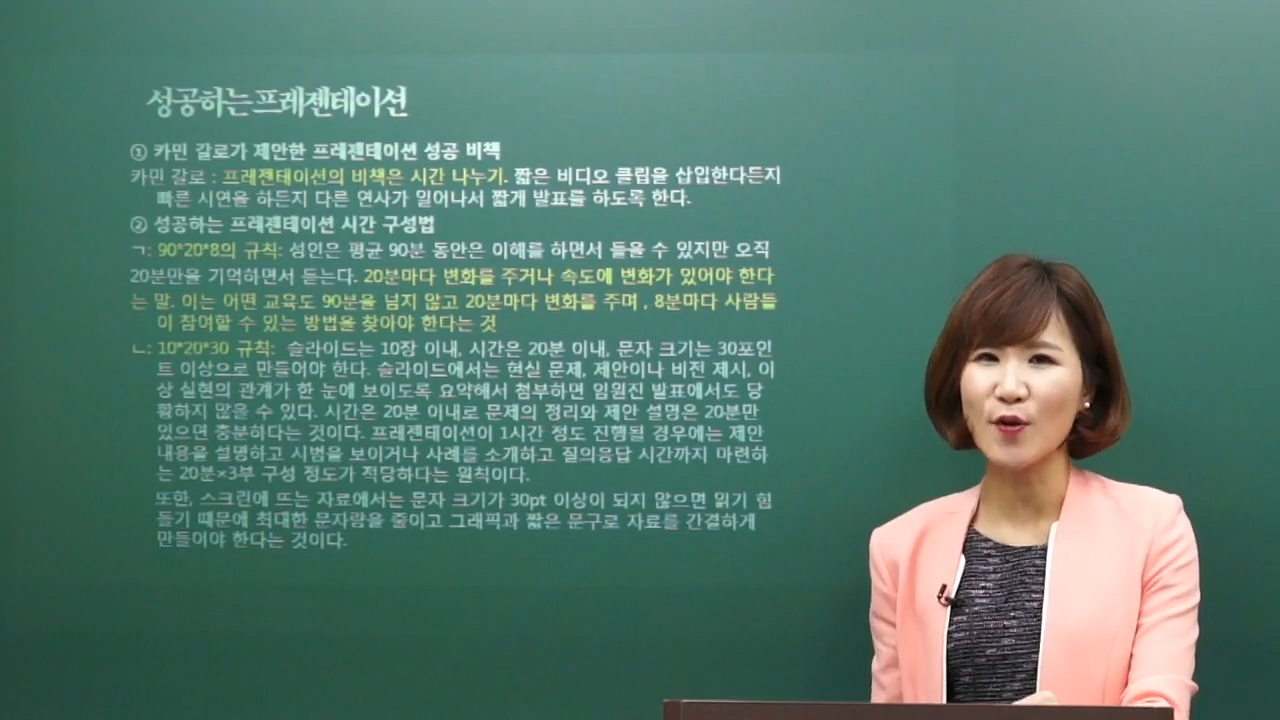 성공하는프레젠테이션
① 카민 갈로가 제안한 프레젠테이션 성공 비책
카민 갈로 : 프레젠테이션의 비책은 시간 나누기. 짧은 비디오 클립을 삽입한다든지
빠른 시연을 하든지 다른 연사가 일어나서 짧게 발표를 하도록 한다.
② 성공하는 프레젠테이션 시간 구성법
ㄱ: 90*20*8의 규칙: 성인은 평균 90분 동안은 이해를 하면서 들을 수 있지만 오직
20분만을 기억하면서 듣는다. 20분마다 변화를 주거나 속도에 변화가 있어야 한다
는 말. 이는 어떤 교육도 90분을 넘지 않고 20분마다 변화를 주며 , 8분마다 사람들
이 참여할 수 있는 방법을 찾아야 한다는 것
ㄴ: 10*20*30 규칙: 슬라이드는 10장 이내, 시간은 20분 이내, 문자 크기는 30포인
트 이상으로 만들어야 한다. 슬라이드에서는 현실 문제, 제안이나 비전 제시, 이
상 실현의 관계가 한 눈에 보이도록 요약해서 첨부하면 임원진 발표에서도 당
황하지 않을 수 있다. 시간은 20분 이내로 문제의 정리와 제안 설명은 20분만
있으면 충분하다는 것이다. 프레젠테이션이 1시간 정도 진행될 경우에는 제안
내용을 설명하고 시범을 보이거나 사례를 소개하고 질의응답 시간까지 마련하
는 20분×3부 구성 정도가 적당하다는 원칙이다.
또한, 스크린에 뜨는 자료에서는 문자 크기가 30pt 이상이 되지 않으면 읽기 힘
들기 때문에 최대한 문자량을 줄이고 그래픽과 짧은 문구로 자료를 간결하게
만들어야 한다는 것이다.